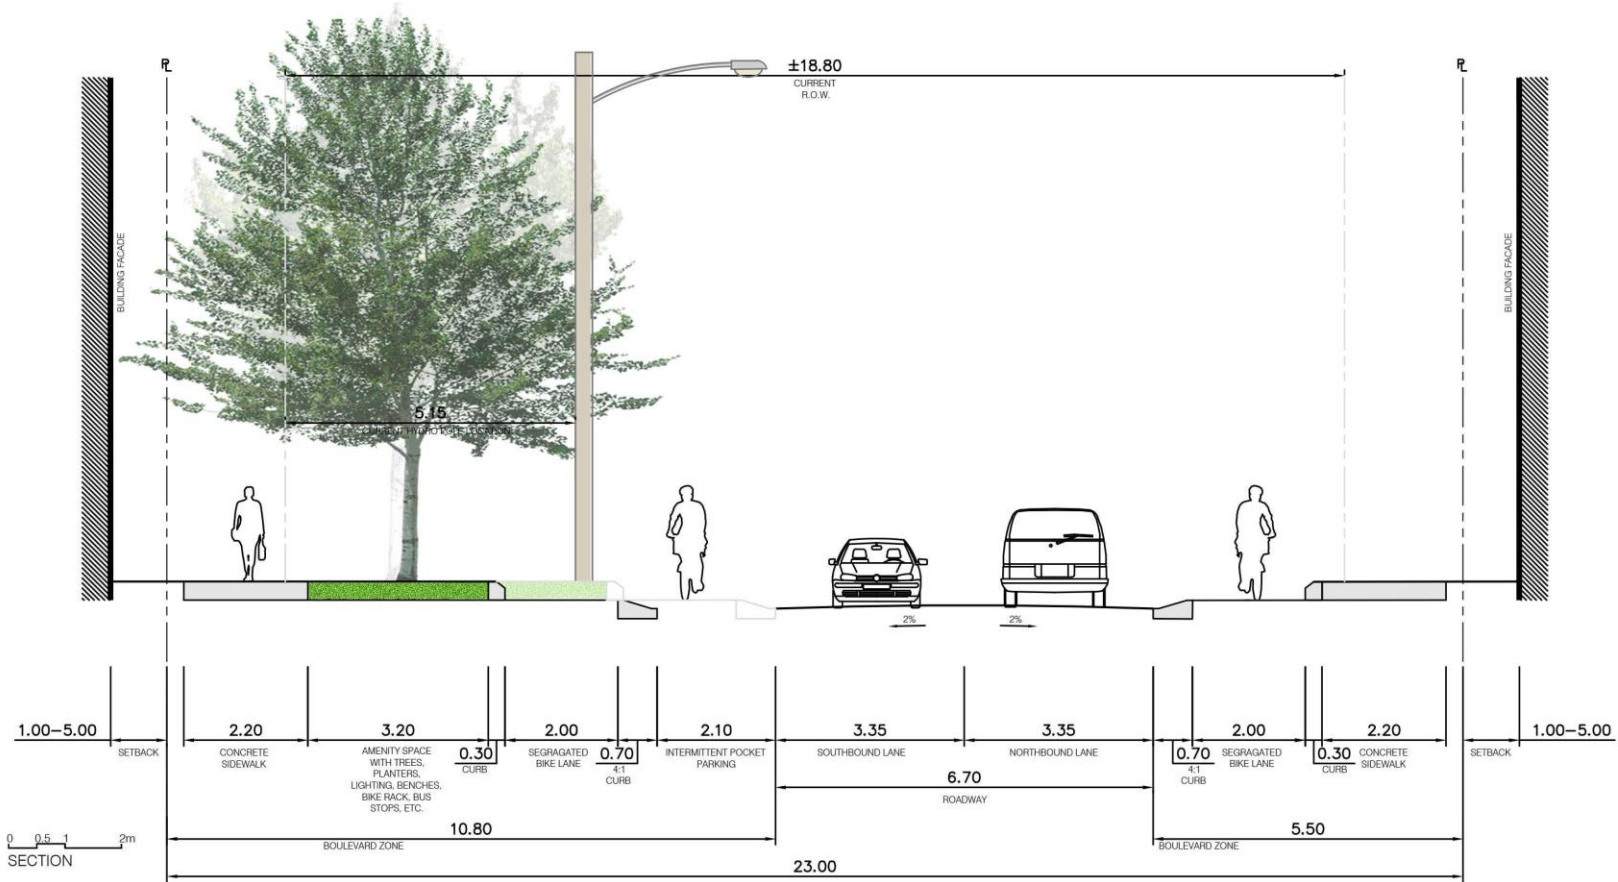 ℄
±18.80
℄
CURRENT
R.O.W.
BUILDING FACADE
BUILDING FACADE
5.15
CURRENT HYDRO POLE LOCATION
2%
2%
1.00–5.00
2.20
3.20
2.00
2.10
3.35
3.35
2.00
2.20
1.00–5.00
SETBACK
CONCRETE
SIDEWALK
AMENITY SPACE
WITH TREES,
PLANTERS,
LIGHTING, BENCHES,
BIKE RACK, BUS
STOPS, ETC.
0.30
CURB
SEGRAGATED
BIKE LANE
0.70
4:1
CURB
INTERMITTENT POCKET
PARKING
SOUTHBOUND LANE
NORTHBOUND LANE
0.70
4:1
CURB
SEGRAGATED
BIKE LANE
0.30
CURB
CONCRETE
SIDEWALK
SETBACK
6.70
ROADWAY
10.80
BOULEVARD ZONE
5.50
BOULEVARD ZONE
0 0.5 1 2m
SECTION
23.00